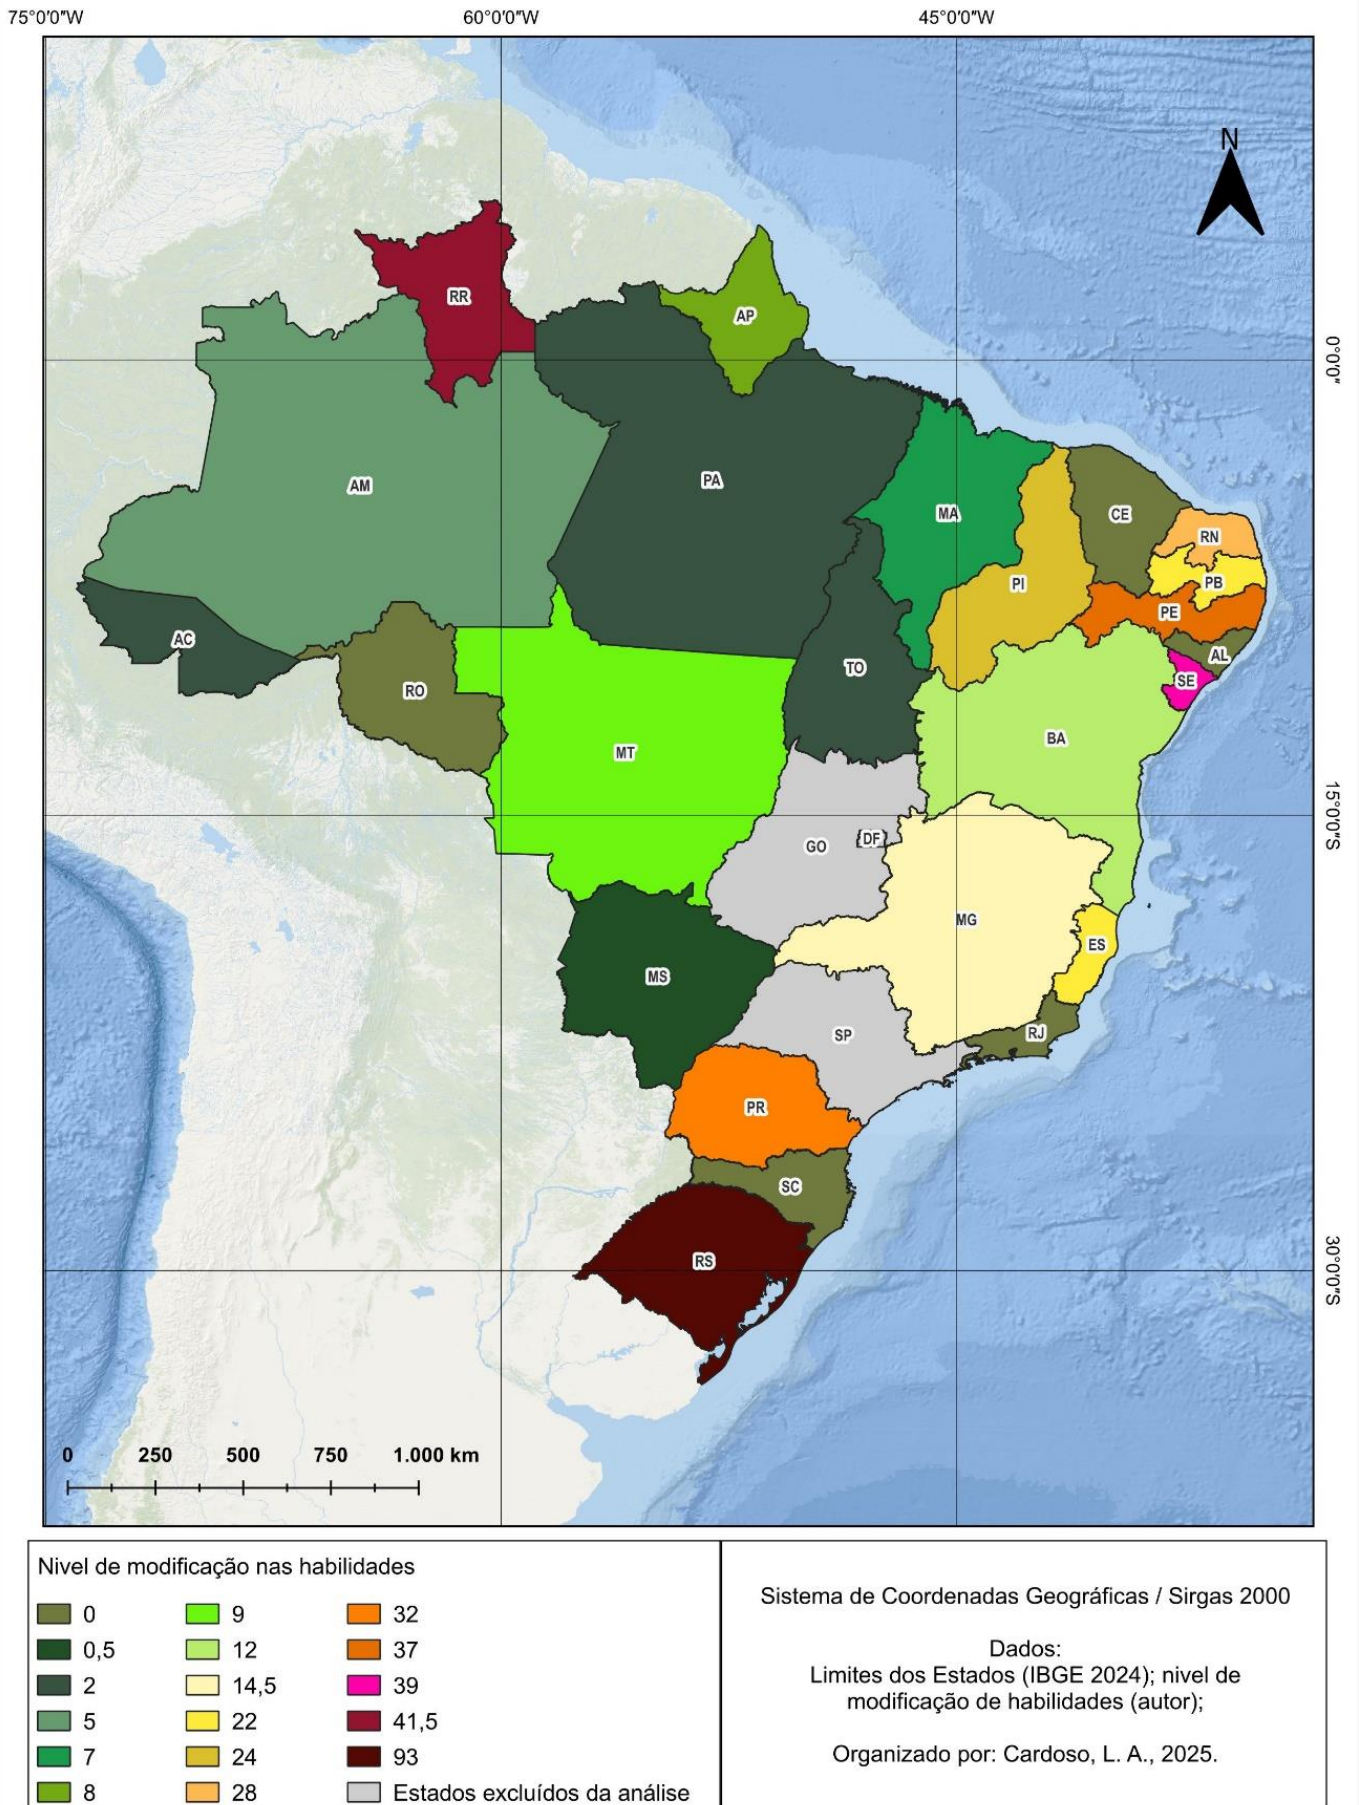 75°0'0"W 60°0'0"W 45°0'0"W
N
RR
AP
0°0'0"
AM
PA
MA
CE
RN
PB
PI
PE
AC
AL
TO
SE
RO
BA
MT
15°0'0"S
GO
DF
MG
ES
MS
SP
RJ
PR
SC
RS
30°0'0"S
0 250 500 750 1.000 km
Nivel de modificação nas habilidades
0
0,5
2
5
7
8
9
12
14,5
22
24
28
32
37
39
41,5
93
Estados excluídos da análise
Sistema de Coordenadas Geográficas / Sirgas 2000
Dados:
Limites dos Estados (IBGE 2024); nivel de
modificação de habilidades (autor);
Organizado por: Cardoso, L. A., 2025.